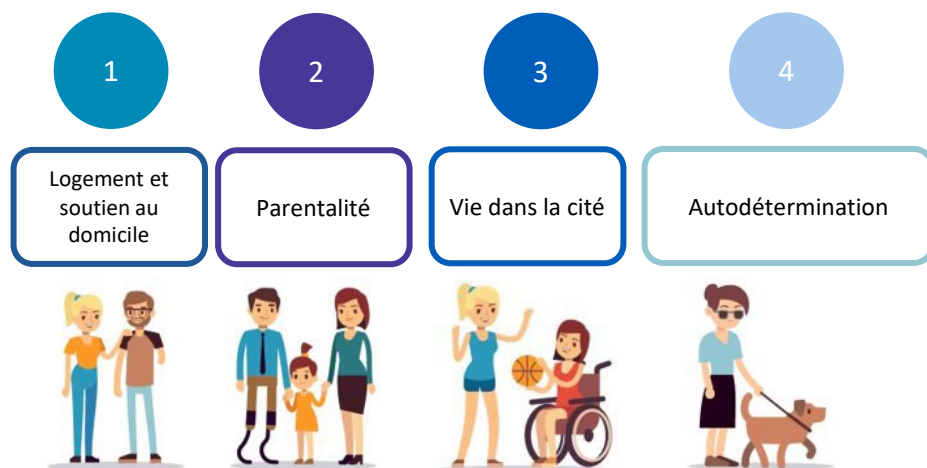 1
2
3
4
Logement et
soutien au
domicile
Parentalité
Vie dans la cité
Autodétermination